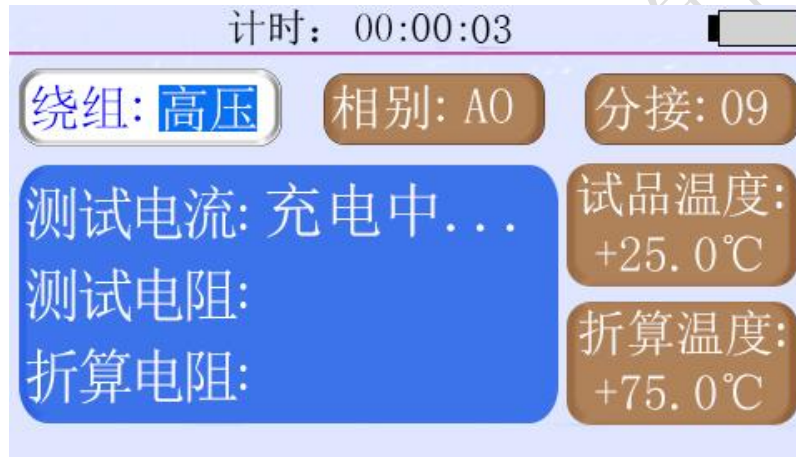 计时: 00:00:03
绕组: 高压 相别: AO 分接: 09
测试电流: 充电中...
测试电阻:
折算电阻:
试品温度:
+25.0℃
折算温度:
+75.0℃